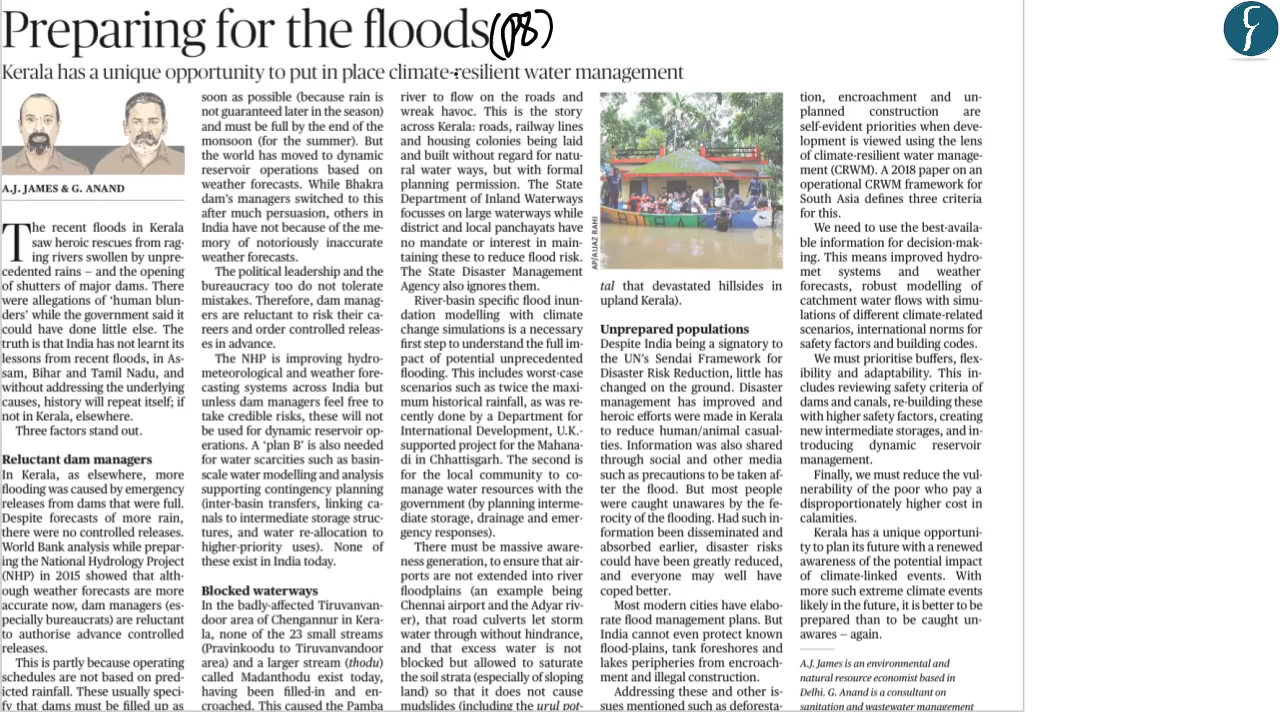 Preparing for the floods (p8)
Kerala has a unique opportunity to put in place climate-resilient water management
A.J. JAMES & G. ANAND
The recent floods in Kerala
saw heroic rescues from rag-
ing rivers swollen by unpre-
cedented rains – and the opening
of shutters of major dams. There
were allegations of ‘human blun-
ders’ while the government said it
could have done little else. The
truth is that India has not learnt its
lessons from recent floods, in As-
sam, Bihar and Tamil Nadu, and
without addressing the underlying
causes, history will repeat itself; if
not in Kerala, elsewhere.
Three factors stand out.
Reluctant dam managers
In Kerala, as elsewhere, more
flooding was caused by emergency
releases from dams that were full.
Despite forecasts of more rain,
there were no controlled releases.
World Bank analysis while prepar-
ing the National Hydrology Project
(NHP) in 2015 showed that alth-
ough weather forecasts are more
accurate now, dam managers (es-
pecially bureaucrats) are reluctant
to authorise advance controlled
releases.
This is partly because operating
schedules are not based on pred-
icted rainfall. These usually speci-
fy that dams must be filled up as
soon as possible (because rain is
not guaranteed later in the season)
and must be full by the end of the
monsoon (for the summer). But
the world has moved to dynamic
reservoir operations based on
weather forecasts. While Bhakra
dam’s managers switched to this
after much persuasion, others in
India have not because of the me-
mory of notoriously inaccurate
weather forecasts.
The political leadership and the
bureaucracy too do not tolerate
mistakes. Therefore, dam manag-
ers are reluctant to risk their ca-
reers and order controlled releas-
es in advance.
The NHP is improving hydro-
meteorological and weather fore-
casting systems across India but
unless dam managers feel free to
take credible risks, these will not
be used for dynamic reservoir op-
erations. A ‘plan B’ is also needed
for water scarcities such as basin-
scale water modelling and analysis
supporting contingency planning
(inter-basin transfers, linking ca-
nals to intermediate storage struc-
tures, and water re-allocation to
higher-priority uses). None of
these exist in India today.
Blocked waterways
In the badly-affected Tiruvanvan-
door area of Chengannur in Kera-
la, none of the 23 small streams
(Pravinkoodu to Tiruvanvandoor
area) and a larger stream (thodu)
called Madanthodu exist today,
having been filled-in and en-
croached. This caused the Pamba
river to flow on the roads and
wreak havoc. This is the story
across Kerala: roads, railway lines
and housing colonies being laid
and built without regard for natu-
ral water ways, but with formal
planning permission. The State
Department of Inland Waterways
focusses on large waterways while
district and local panchayats have
no mandate or interest in main-
taining these to reduce flood risk.
The State Disaster Management
Agency also ignores them.
River-basin specific flood inun-
dation modelling with climate
change simulations is a necessary
first step to understand the full im-
pact of potential unprecedented
flooding. This includes worst-case
scenarios such as twice the maxi-
mum historical rainfall, as was re-
cently done by a Department for
International Development, U.K.-
supported project for the Mahana-
di in Chhattisgarh. The second is
for the local community to co-
manage water resources with the
government (by planning interme-
diate storage, drainage and emer-
gency responses).
There must be massive aware-
ness generation, to ensure that air-
ports are not extended into river
floodplains (an example being
Chennai airport and the Adyar riv-
er), that road culverts let storm
water through without hindrance,
and that excess water is not
blocked but allowed to saturate
the soil strata (especially of sloping
land) so that it does not cause
mudslides (including the urul pot-
AP/AIJAZ RAHI
tal that devastated hillsides in
upland Kerala).
Unprepared populations
Despite India being a signatory to
the UN’s Sendai Framework for
Disaster Risk Reduction, little has
changed on the ground. Disaster
management has improved and
heroic efforts were made in Kerala
to reduce human/animal casual-
ties. Information was also shared
through social and other media
such as precautions to be taken af-
ter the flood. But most people
were caught unawares by the fe-
rocity of the flooding. Had such in-
formation been disseminated and
absorbed earlier, disaster risks
could have been greatly reduced,
and everyone may well have
coped better.
Most modern cities have elabo-
rate flood management plans. But
India cannot even protect known
flood-plains, tank foreshores and
lakes peripheries from encroach-
ment and illegal construction.
Addressing these and other is-
sues mentioned such as deforesta-
tion, encroachment and un-
planned construction are
self-evident priorities when deve-
lopment is viewed using the lens
of climate-resilient water manage-
ment (CRWM). A 2018 paper on an
operational CRWM framework for
South Asia defines three criteria
for this.
We need to use the best-availa-
ble information for decision-mak-
ing. This means improved hydro-
met systems and weather
forecasts, robust modelling of
catchment water flows with simu-
lations of different climate-related
scenarios, international norms for
safety factors and building codes.
We must prioritise buffers, flex-
ibility and adaptability. This in-
cludes reviewing safety criteria of
dams and canals, re-building these
with higher safety factors, creating
new intermediate storages, and in-
troducing dynamic reservoir
management.
Finally, we must reduce the vul-
nerability of the poor who pay a
disproportionately higher cost in
calamities.
Kerala has a unique opportuni-
ty to plan its future with a renewed
awareness of the potential impact
of climate-linked events. With
more such extreme climate events
likely in the future, it is better to be
prepared than to be caught un-
awares – again.
A.J. James is an environmental and
natural resource economist based in
Delhi. G. Anand is a consultant on
sanitation and wastewater management